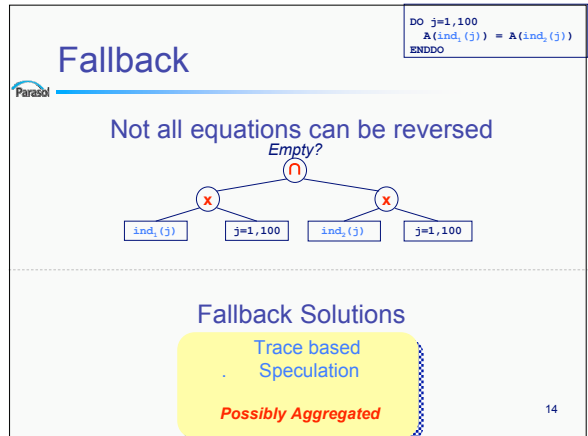 DO j=1,100
A(ind₁(j)) = A(ind₂(j))
ENDDO
Fallback
Parasol
Not all equations can be reversed
Empty?
∩
x x
ind₁(j) j=1,100 ind₂(j) j=1,100
Fallback Solutions
Trace based
. Speculation
Possibly Aggregated
14